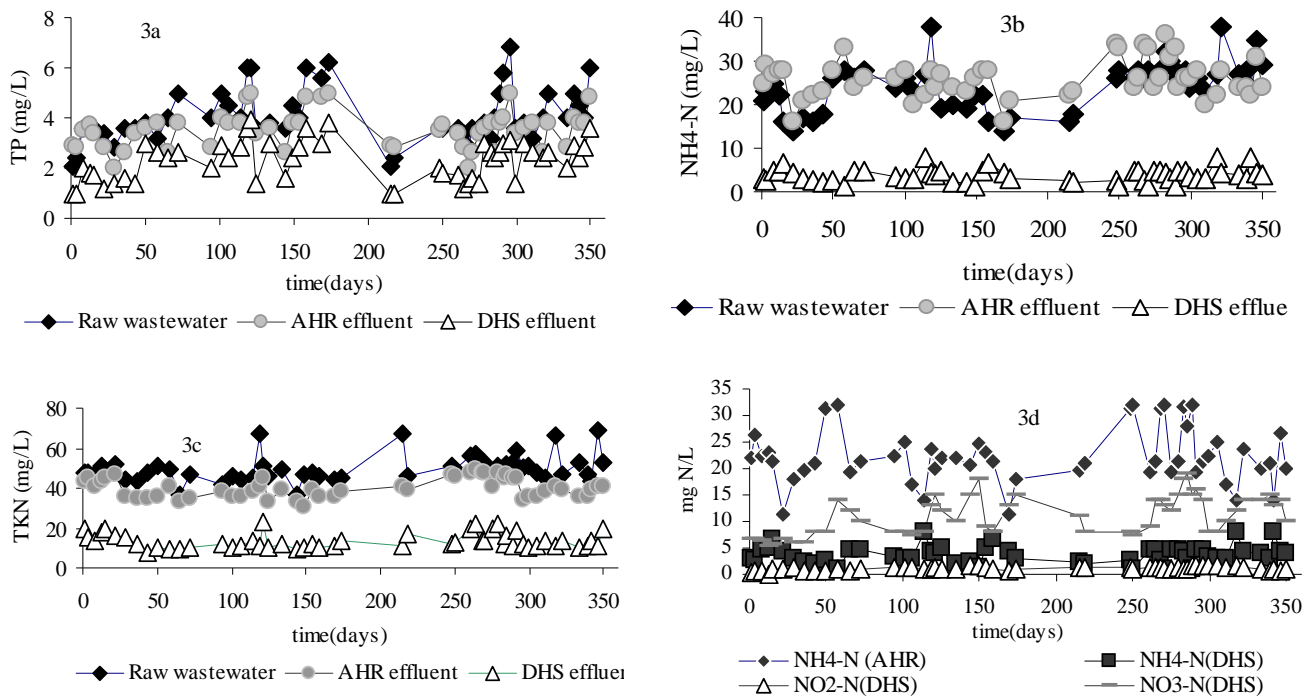 3a
TP (mg/L)
8
6
4
2
0
0 50 100 150 200 250 300 350
time(days)
Raw wastewater AHR effluent DHS effluent
3b
NH4-N (mg/L)
40
30
20
10
0
0 50 100 150 200 250 300 350
time(days)
Raw wastewater AHR effluent DHS efflue
3c
TKN (mg/L)
80
60
40
20
0
0 50 100 150 200 250 300 350
time(days)
Raw wastewater AHR effluent DHS effluer
3d
mg N/L
35
30
25
20
15
10
5
0
0 50 100 150 200 250 300 350
time(days)
NH4-N (AHR) NH4-N(DHS)
NO2-N(DHS) NO3-N(DHS)